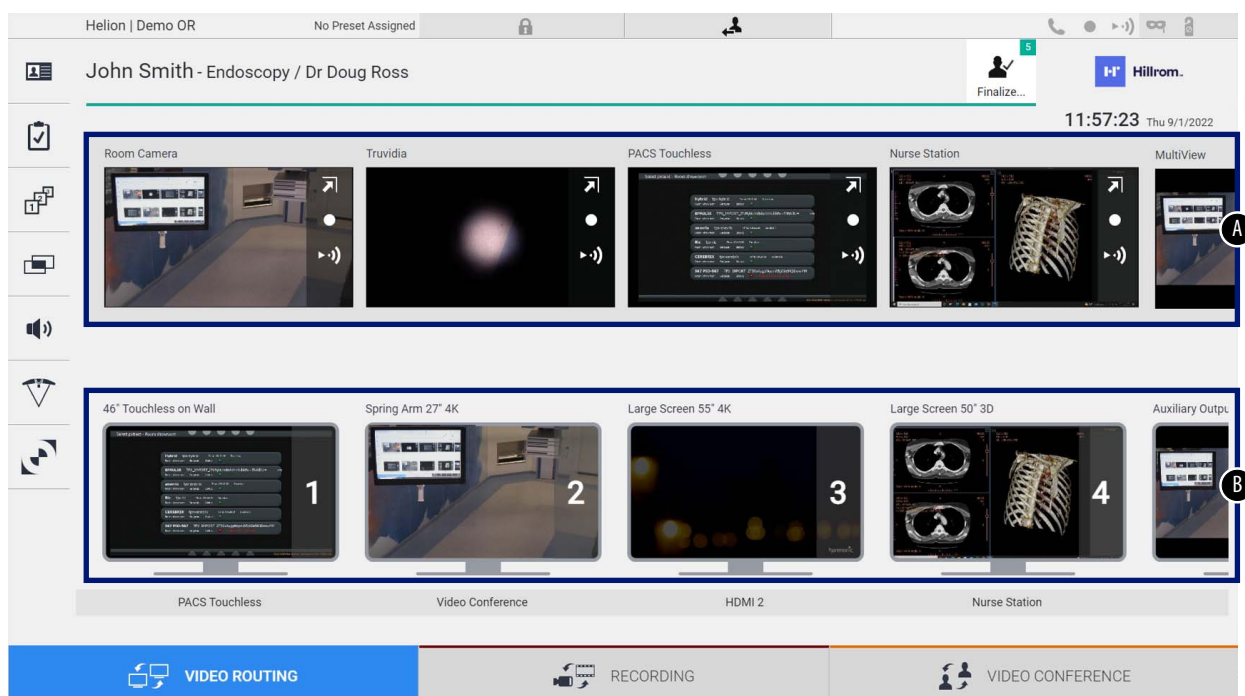 Helion | Demo OR
No Preset Assigned
John Smith - Endoscopy / Dr Doug Ross
5
Finalize...
Hillrom™
11:57:23 Thu 9/1/2022
Room Camera
Truvidia
PACS Touchless
Nurse Station
MultiView
A
46" Touchless on Wall
Spring Arm 27" 4K
Large Screen 55" 4K
Large Screen 50" 3D
Auxiliary Outpu
1
2
3
4
B
PACS Touchless
Video Conference
HDMI 2
Nurse Station
VIDEO ROUTING
RECORDING
VIDEO CONFERENCE